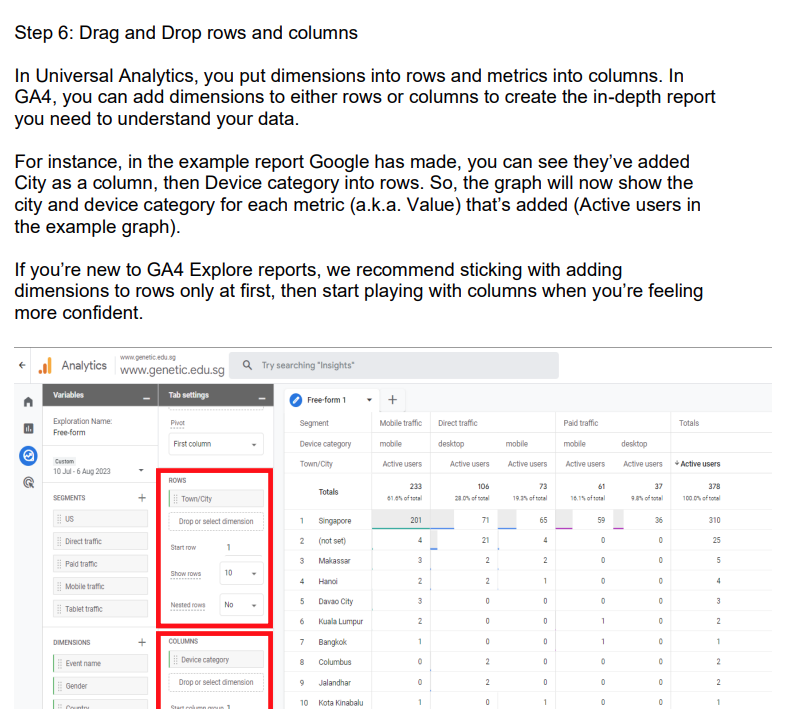 Step 6: Drag and Drop rows and columns
In Universal Analytics, you put dimensions into rows and metrics into columns. In
GA4, you can add dimensions to either rows or columns to create the in-depth report
you need to understand your data.
For instance, in the example report Google has made, you can see they've added
City as a column, then Device category into rows. So, the graph will now show the
city and device category for each metric (a.k.a. Value) that's added (Active users in
the example graph).
If you're new to GA4 Explore reports, we recommend sticking with adding
dimensions to rows only at first, then start playing with columns when you're feeling
more confident.
Analytics
www.genetic.edu.sg
www.genetic.edu.sg
Try searching "Insights"
Variables
Exploration Name:
Free-form
Custom
10 Jul - 6 Aug 2023
SEGMENTS
US
Direct traffic
Paid traffic
Mobile traffic
Tablet traffic
DIMENSIONS
Event name
Gender
Country
Tab settings
Pivot
First column
ROWS
Town/City
Drop or select dimension
Start row 1
Show rows 10
Nested rows No
COLUMNS
Device category
Drop or select dimension
Start column group 1
Free-form 1
Segment Mobile traffic Direct traffic Paid traffic Totals
Device category mobile desktop mobile mobile desktop
Town/City Active users Active users Active users Active users Active users Active users
Totals 233 106 73 61 37 378
61.6% of total 28.0% of total 19.3% of total 16.1% of total 9.8% of total 100.0% of total
1 Singapore 201 71 65 59 36 310
2 (not set) 4 21 4 0 0 25
3 Makassar 3 2 2 0 0 5
4 Hanoi 2 2 1 0 0 4
5 Davao City 3 0 0 0 0 3
6 Kuala Lumpur 2 0 0 1 0 2
7 Bangkok 1 0 0 1 0 1
8 Columbus 0 2 0 0 0 2
9 Jalandhar 0 2 0 0 0 2
10 Kota Kinabalu 1 0 1 0 0 1